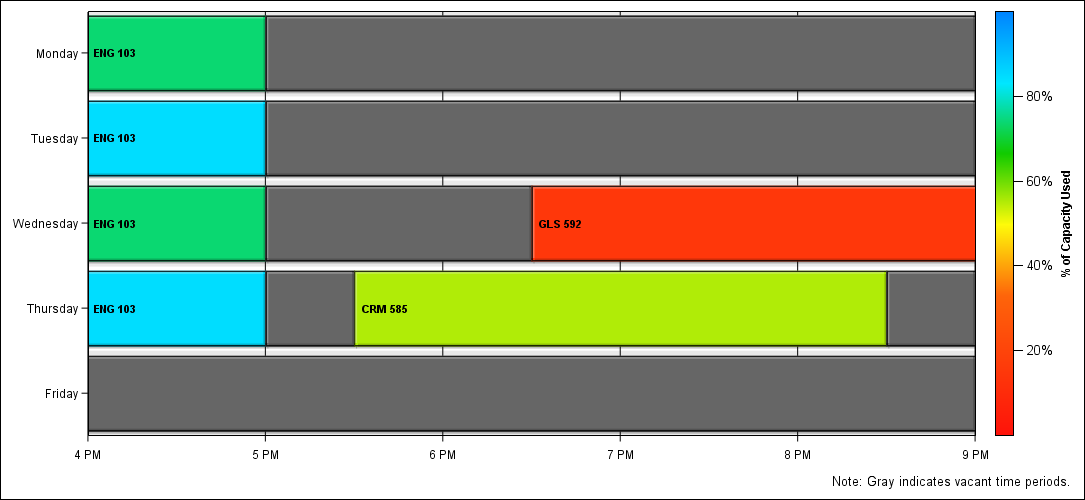 Monday
ENG 103
Tuesday
ENG 103
Wednesday
ENG 103
GLS 592
Thursday
ENG 103
CRM 585
Friday
4 PM
5 PM
6 PM
7 PM
8 PM
9 PM
80%
60%
40%
20%
% of Capacity Used
Note: Gray indicates vacant time periods.